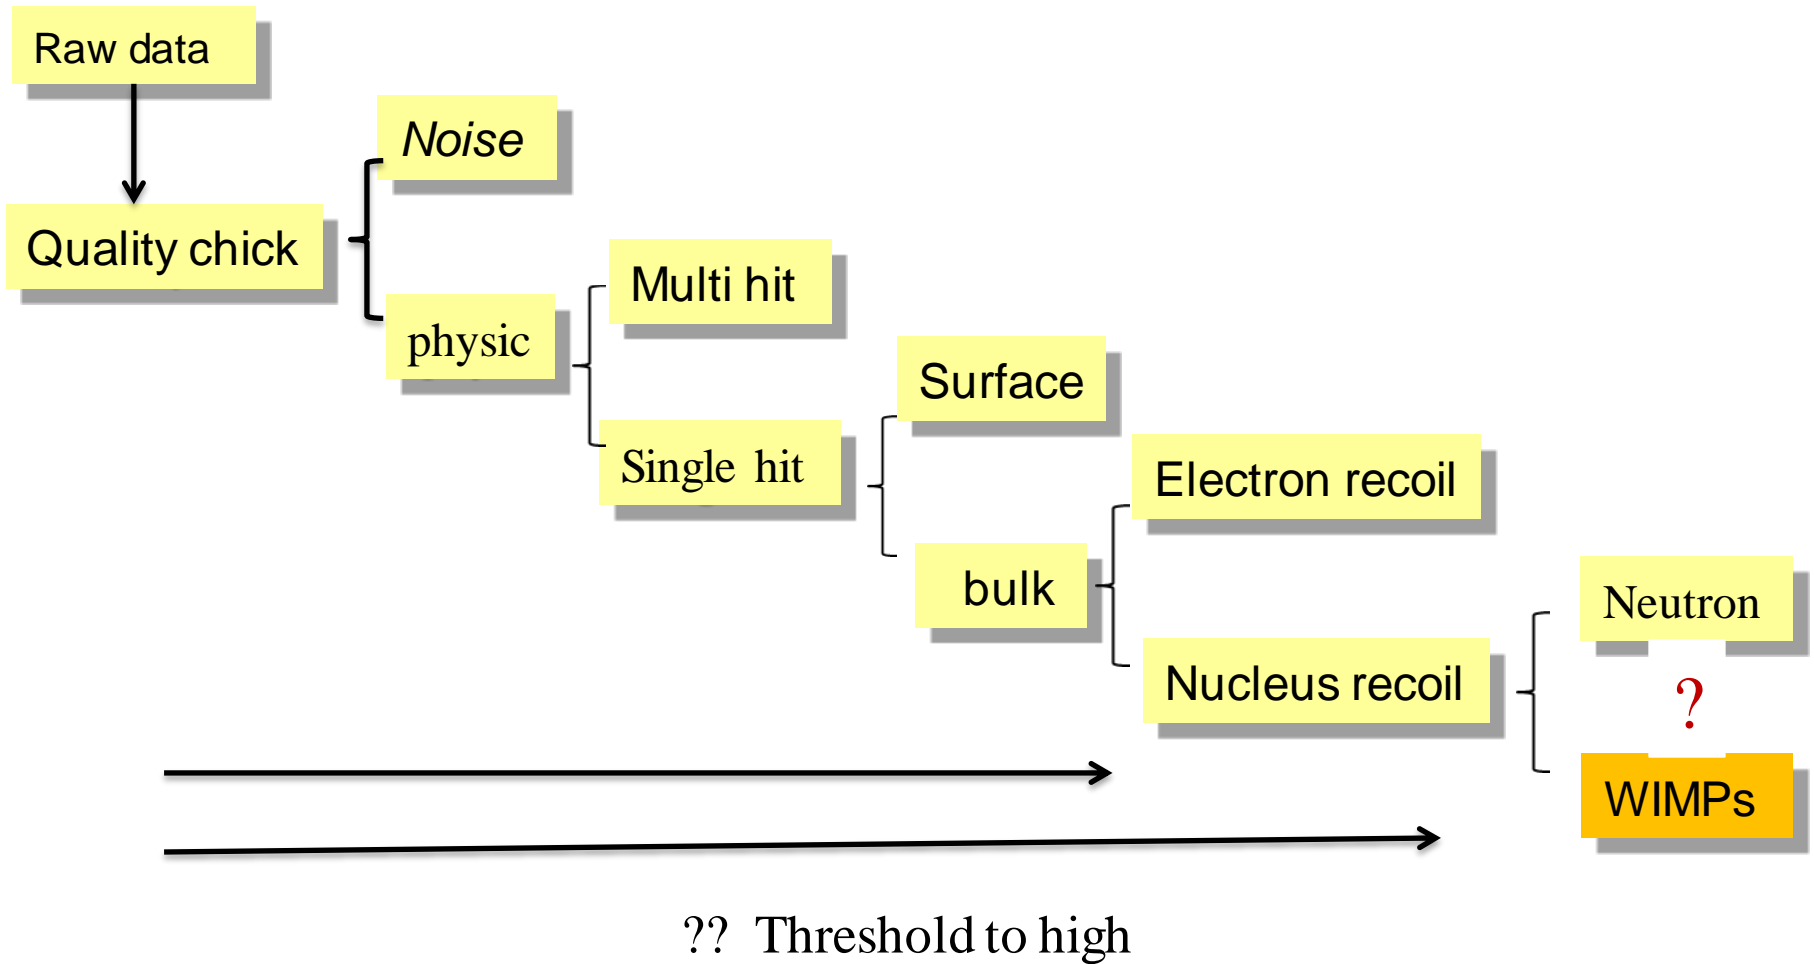 Raw data
Noise
Quality chick
Multi hit
physic
Surface
Single hit
Electron recoil
bulk
Neutron
Nucleus recoil
?
WIMPs
?? Threshold to high